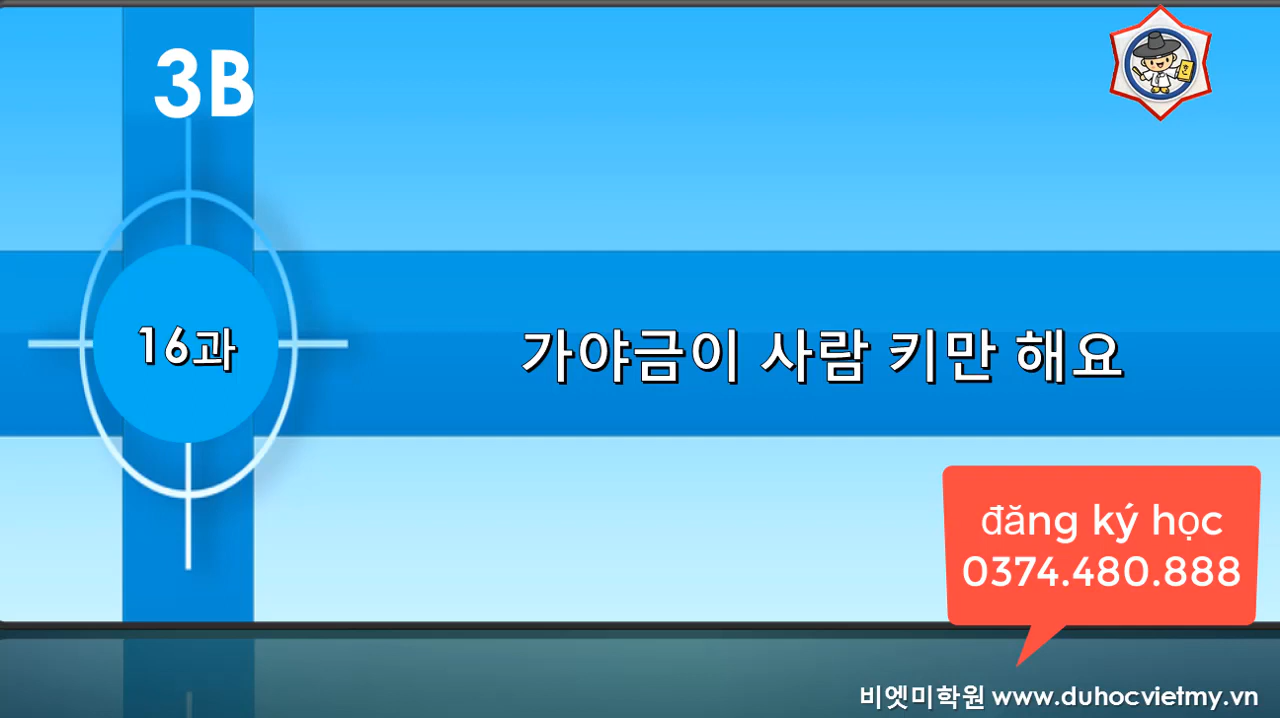 3B
16과
가야금이 사람 키만 해요
đăng ký học
0374.480.888
비엣미학원 www.duhocvietmy.vn